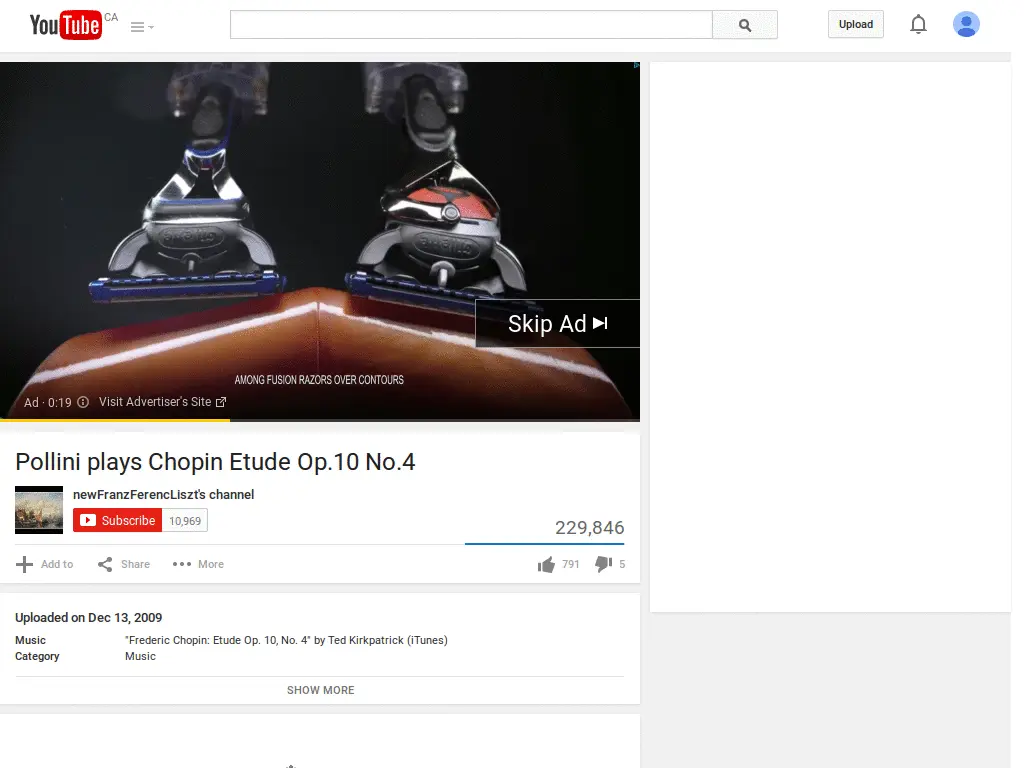 YouTube CA
Upload
Skip Ad
AMONG FUSION RAZORS OVER CONTOURS
Ad · 0:19 Visit Advertiser's Site
Pollini plays Chopin Etude Op.10 No.4
newFranzFerencLiszt's channel
Subscribe 10,969
229,846
Add to Share More 791 5
Uploaded on Dec 13, 2009
Music "Frederic Chopin: Etude Op. 10, No. 4" by Ted Kirkpatrick (iTunes)
Category Music
SHOW MORE